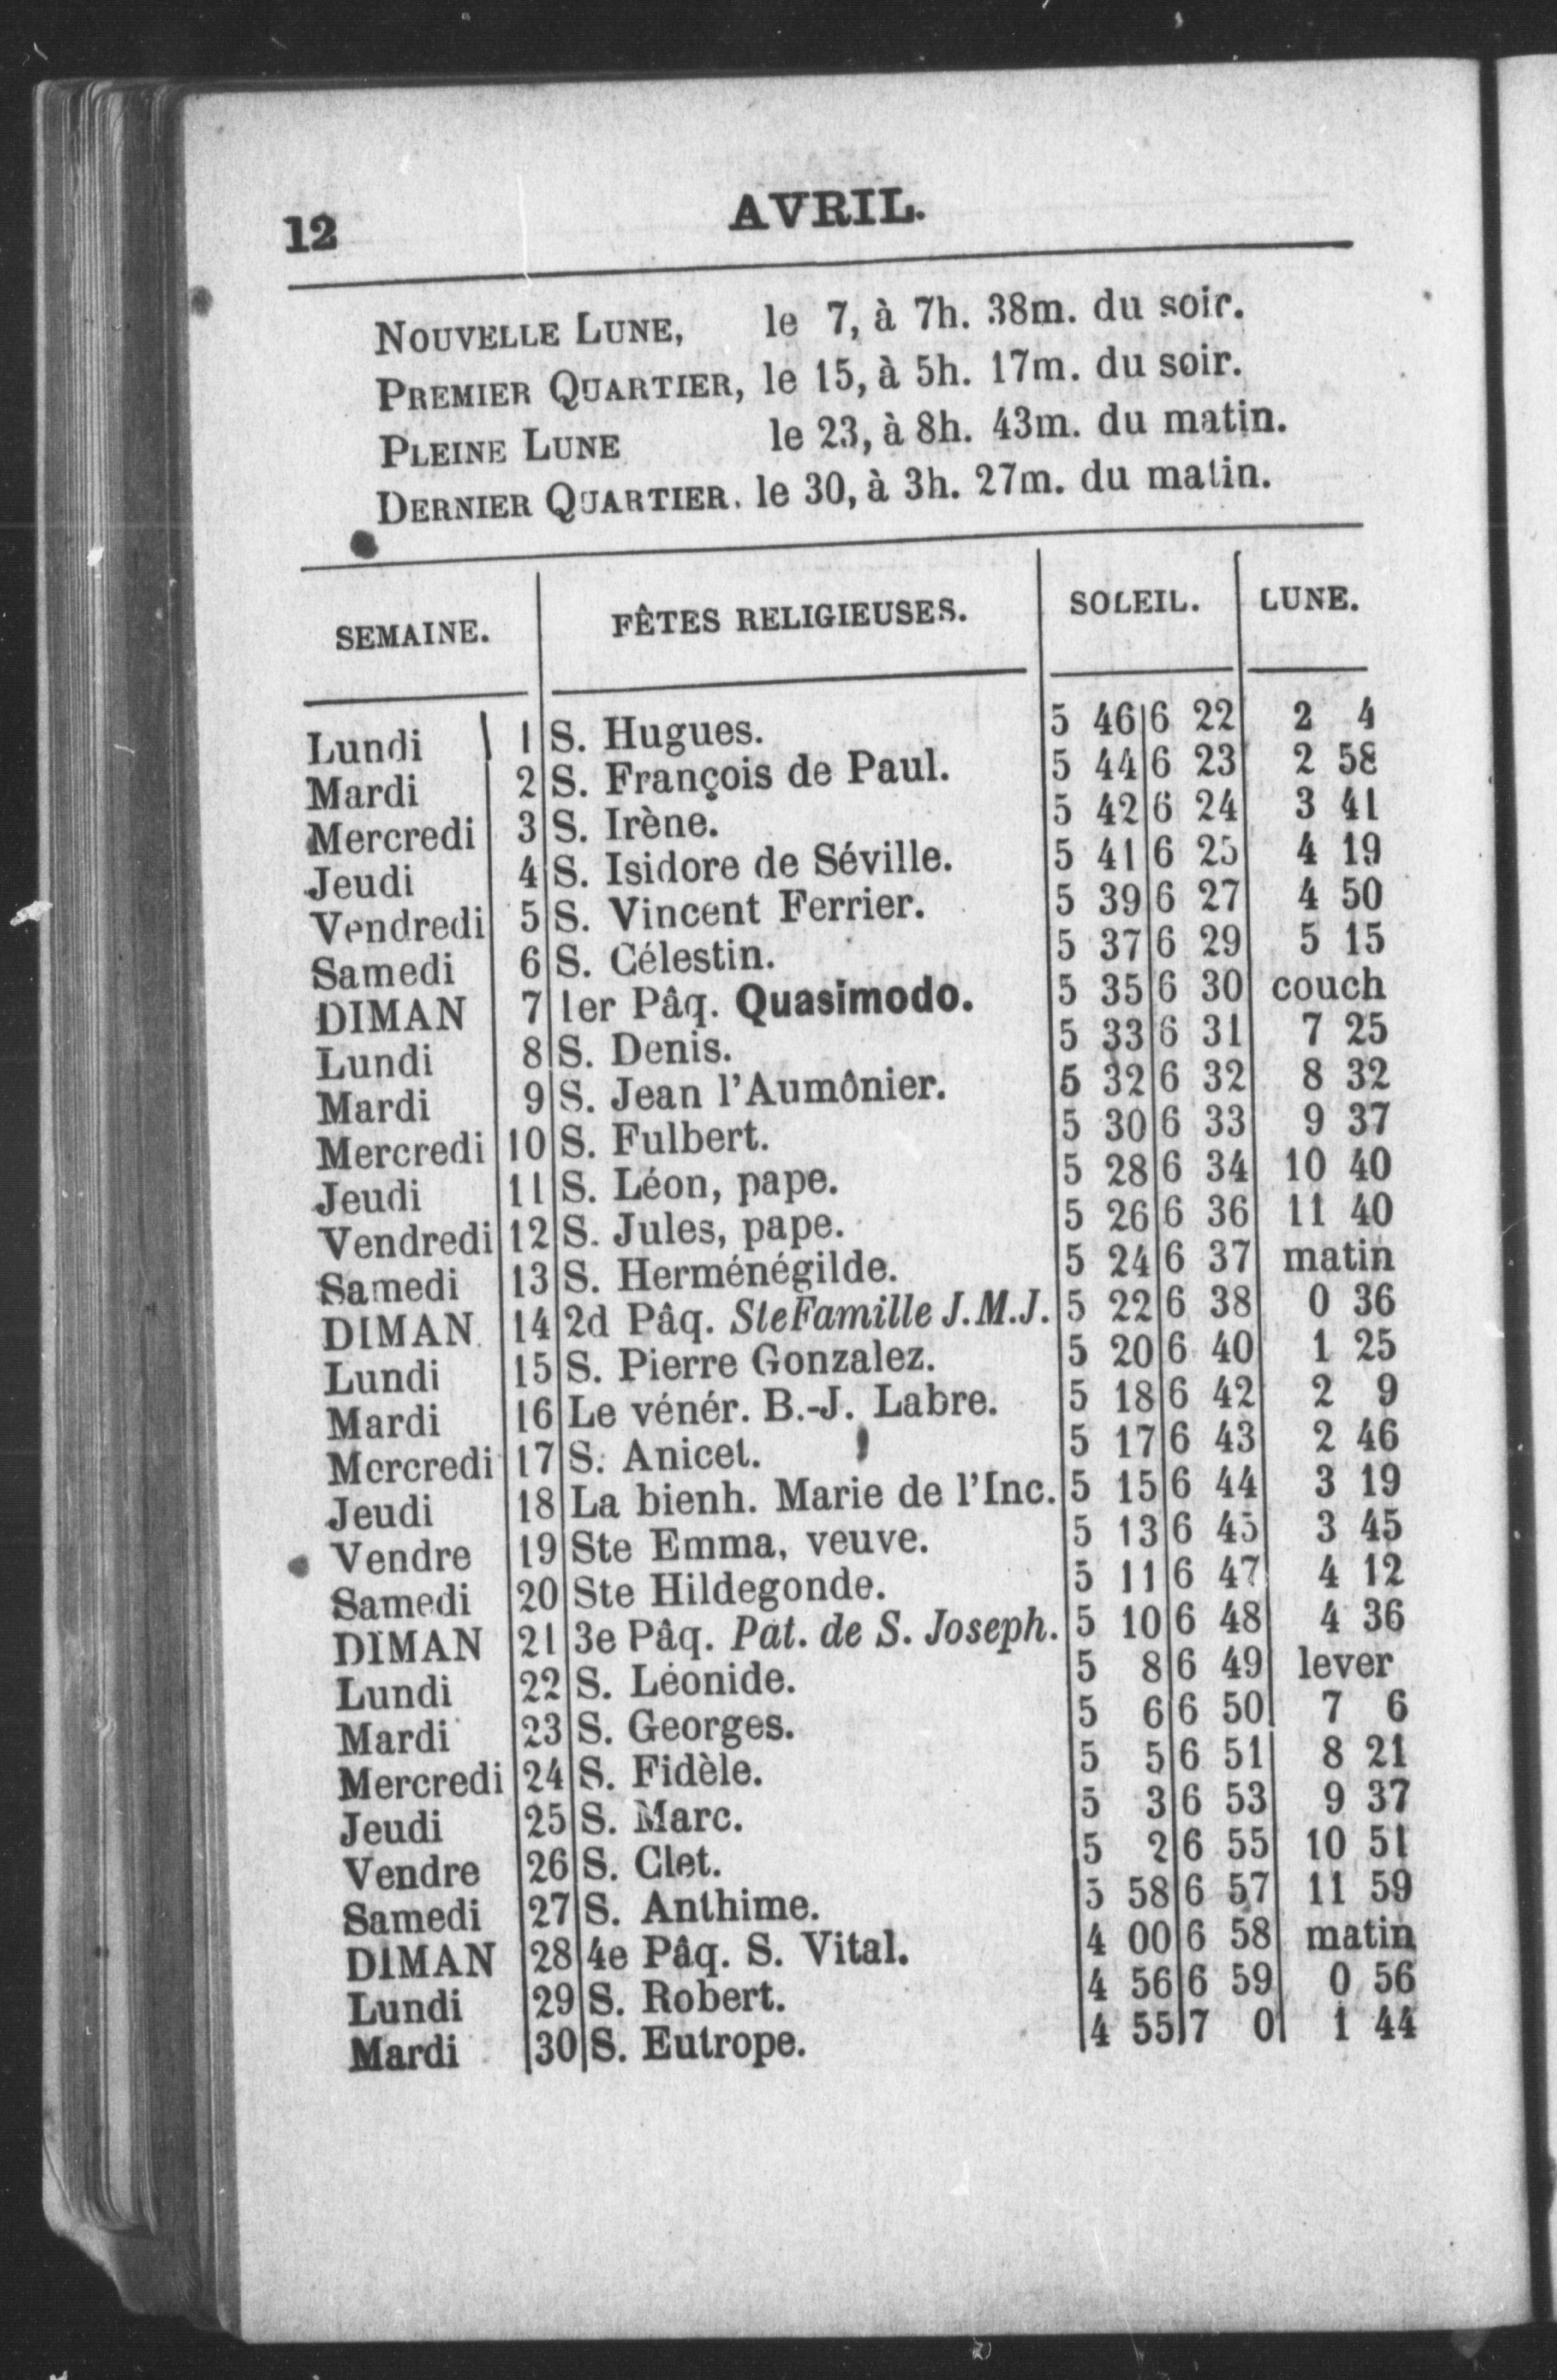 12
AVRIL.
NOUVELLE LUNE, le 7, à 7h. 38m. du soir.
PREMIER QUARTIER, le 15, à 5h. 17m. du soir.
PLEINE LUNE le 23, à 8h. 43m. du matin.
DERNIER QUARTIER. le 30, à 3h. 27m. du matin.
SEMAINE. FÊTES RELIGIEUSES. SOLEIL. LUNE.
Lundi 1 S. Hugues. 5 46 6 22 2 4
Mardi 2 S. François de Paul. 5 44 6 23 2 58
Mercredi 3 S. Irène. 5 42 6 24 3 41
Jeudi 4 S. Isidore de Séville. 5 41 6 25 4 19
Vendredi 5 S. Vincent Ferrier. 5 39 6 27 4 50
Samedi 6 S. Célestin. 5 37 6 29 5 15
DIMAN 7 1er Pâq. Quasimodo. 5 35 6 30 couch
Lundi 8 S. Denis. 5 33 6 31 7 25
Mardi 9 S. Jean l'Aumônier. 5 32 6 32 8 32
Mercredi 10 S. Fulbert. 5 30 6 33 9 37
Jeudi 11 S. Léon, pape. 5 28 6 34 10 40
Vendredi 12 S. Jules, pape. 5 26 6 36 11 40
Samedi 13 S. Herménégilde. 5 24 6 37 matin
DIMAN 14 2d Pâq. Ste Famille J.M.J. 5 22 6 38 0 36
Lundi 15 S. Pierre Gonzalez. 5 20 6 40 1 25
Mardi 16 Le vénér. B.-J. Labre. 5 18 6 42 2 9
Mercredi 17 S. Anicet. 5 17 6 43 2 46
Jeudi 18 La bienh. Marie de l'Inc. 5 15 6 44 3 19
Vendre 19 Ste Emma, veuve. 5 13 6 45 3 45
Samedi 20 Ste Hildegonde. 5 11 6 47 4 12
DIMAN 21 3e Pâq. Pat. de S. Joseph. 5 10 6 48 4 36
Lundi 22 S. Léonide. 5 8 6 49 lever
Mardi 23 S. Georges. 5 6 6 50 7 6
Mercredi 24 S. Fidèle. 5 5 6 51 8 21
Jeudi 25 S. Marc. 5 3 6 53 9 37
Vendre 26 S. Clet. 5 2 6 55 10 51
Samedi 27 S. Anthime. 5 58 6 57 11 59
DIMAN 28 4e Pâq. S. Vital. 4 00 6 58 matin
Lundi 29 S. Robert. 4 56 6 59 0 56
Mardi 30 S. Eutrope. 4 55 7 0 1 44